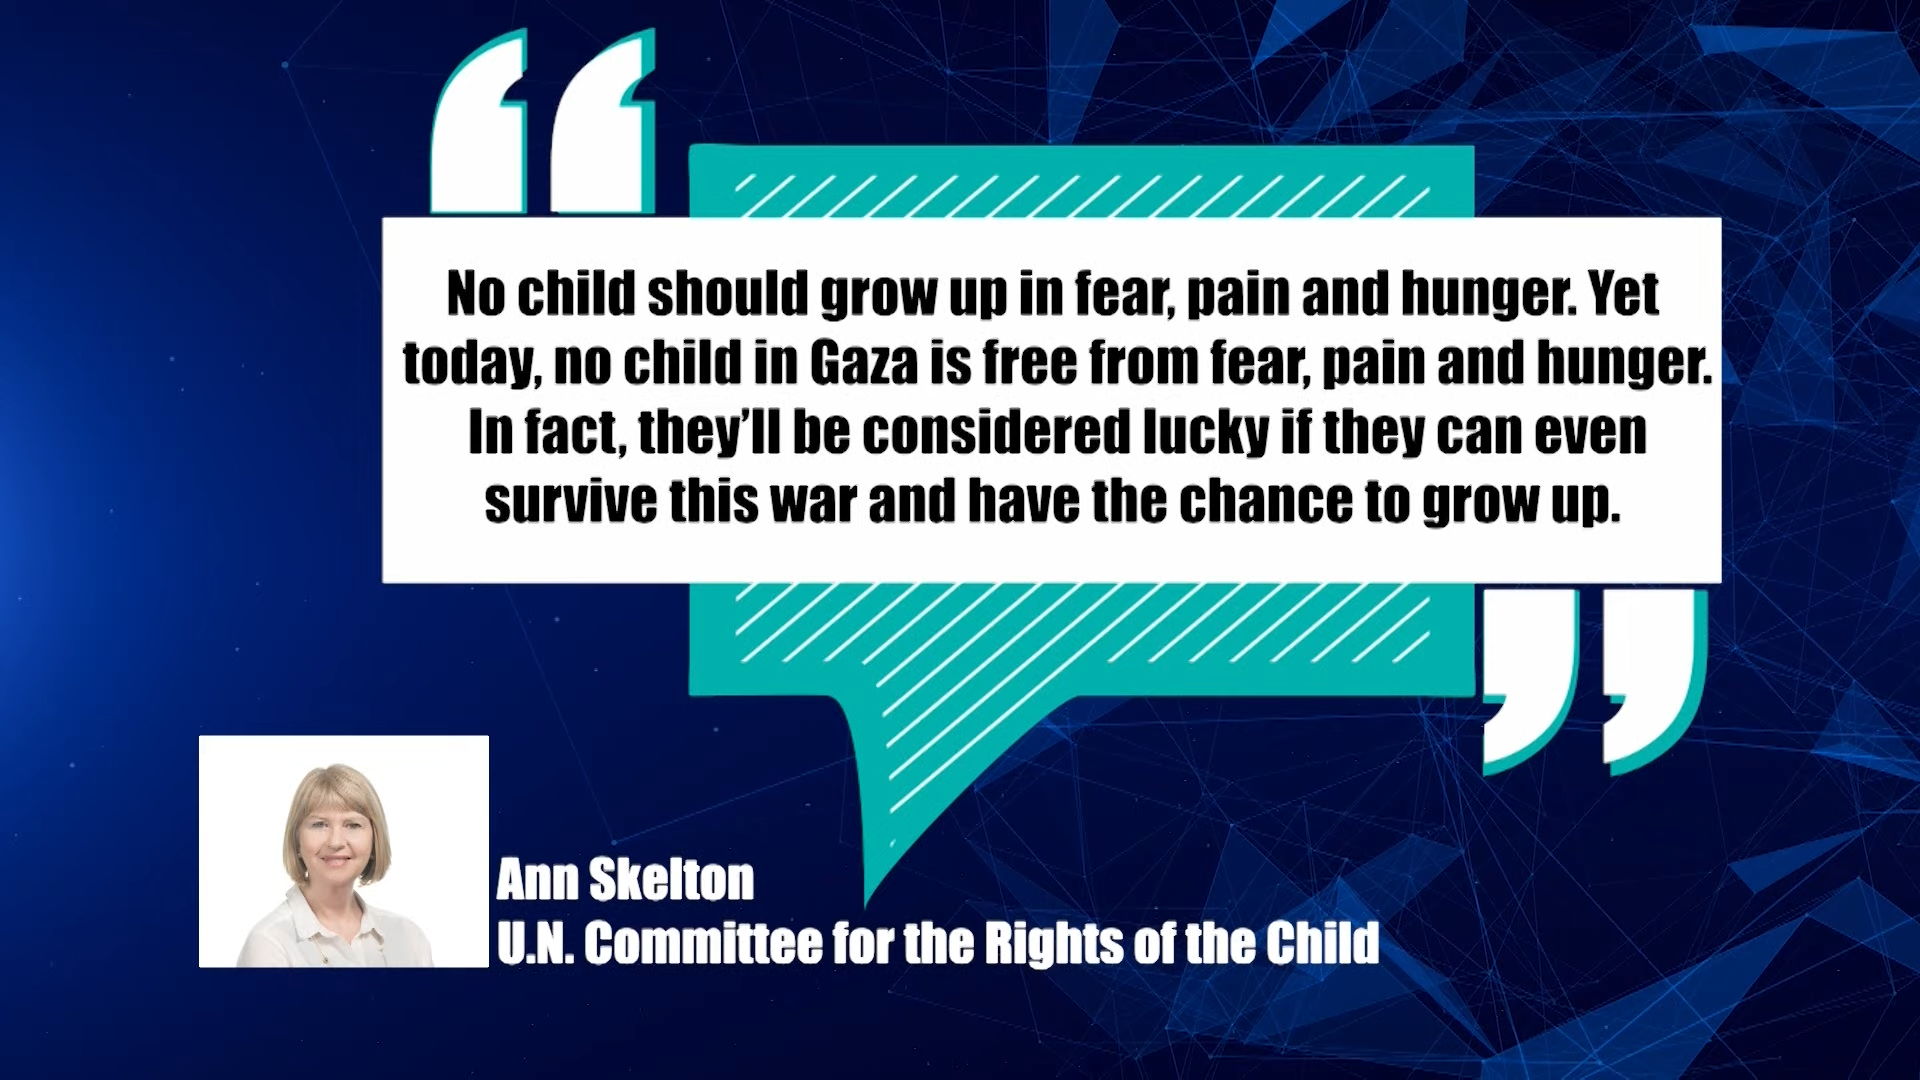 No child should grow up in fear, pain and hunger. Yet
today, no child in Gaza is free from fear, pain and hunger.
In fact, they’ll be considered lucky if they can even
survive this war and have the chance to grow up.
Ann Skelton
U.N. Committee for the Rights of the Child